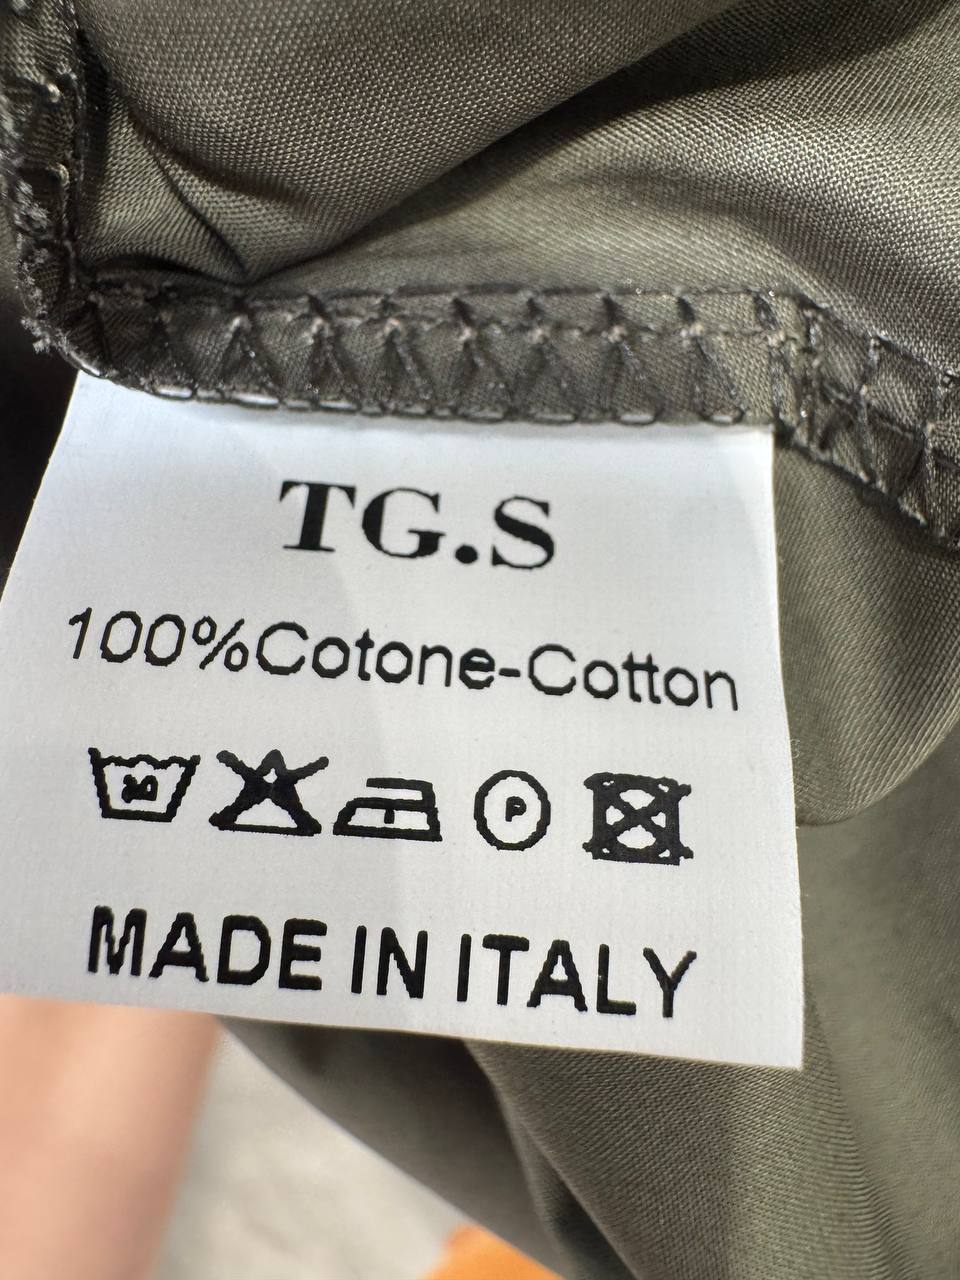 TG.S
100%Cotone-Cotton
P
MADE IN ITALY